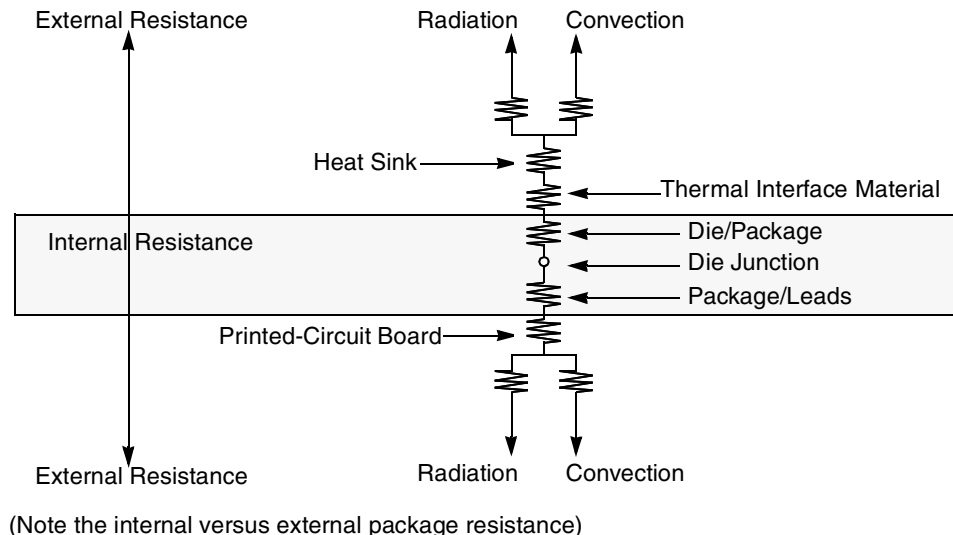 External Resistance
Radiation
Convection
Heat Sink
Thermal Interface Material
Internal Resistance
Die/Package
Die Junction
Package/Leads
Printed-Circuit Board
External Resistance
Radiation
Convection
(Note the internal versus external package resistance)